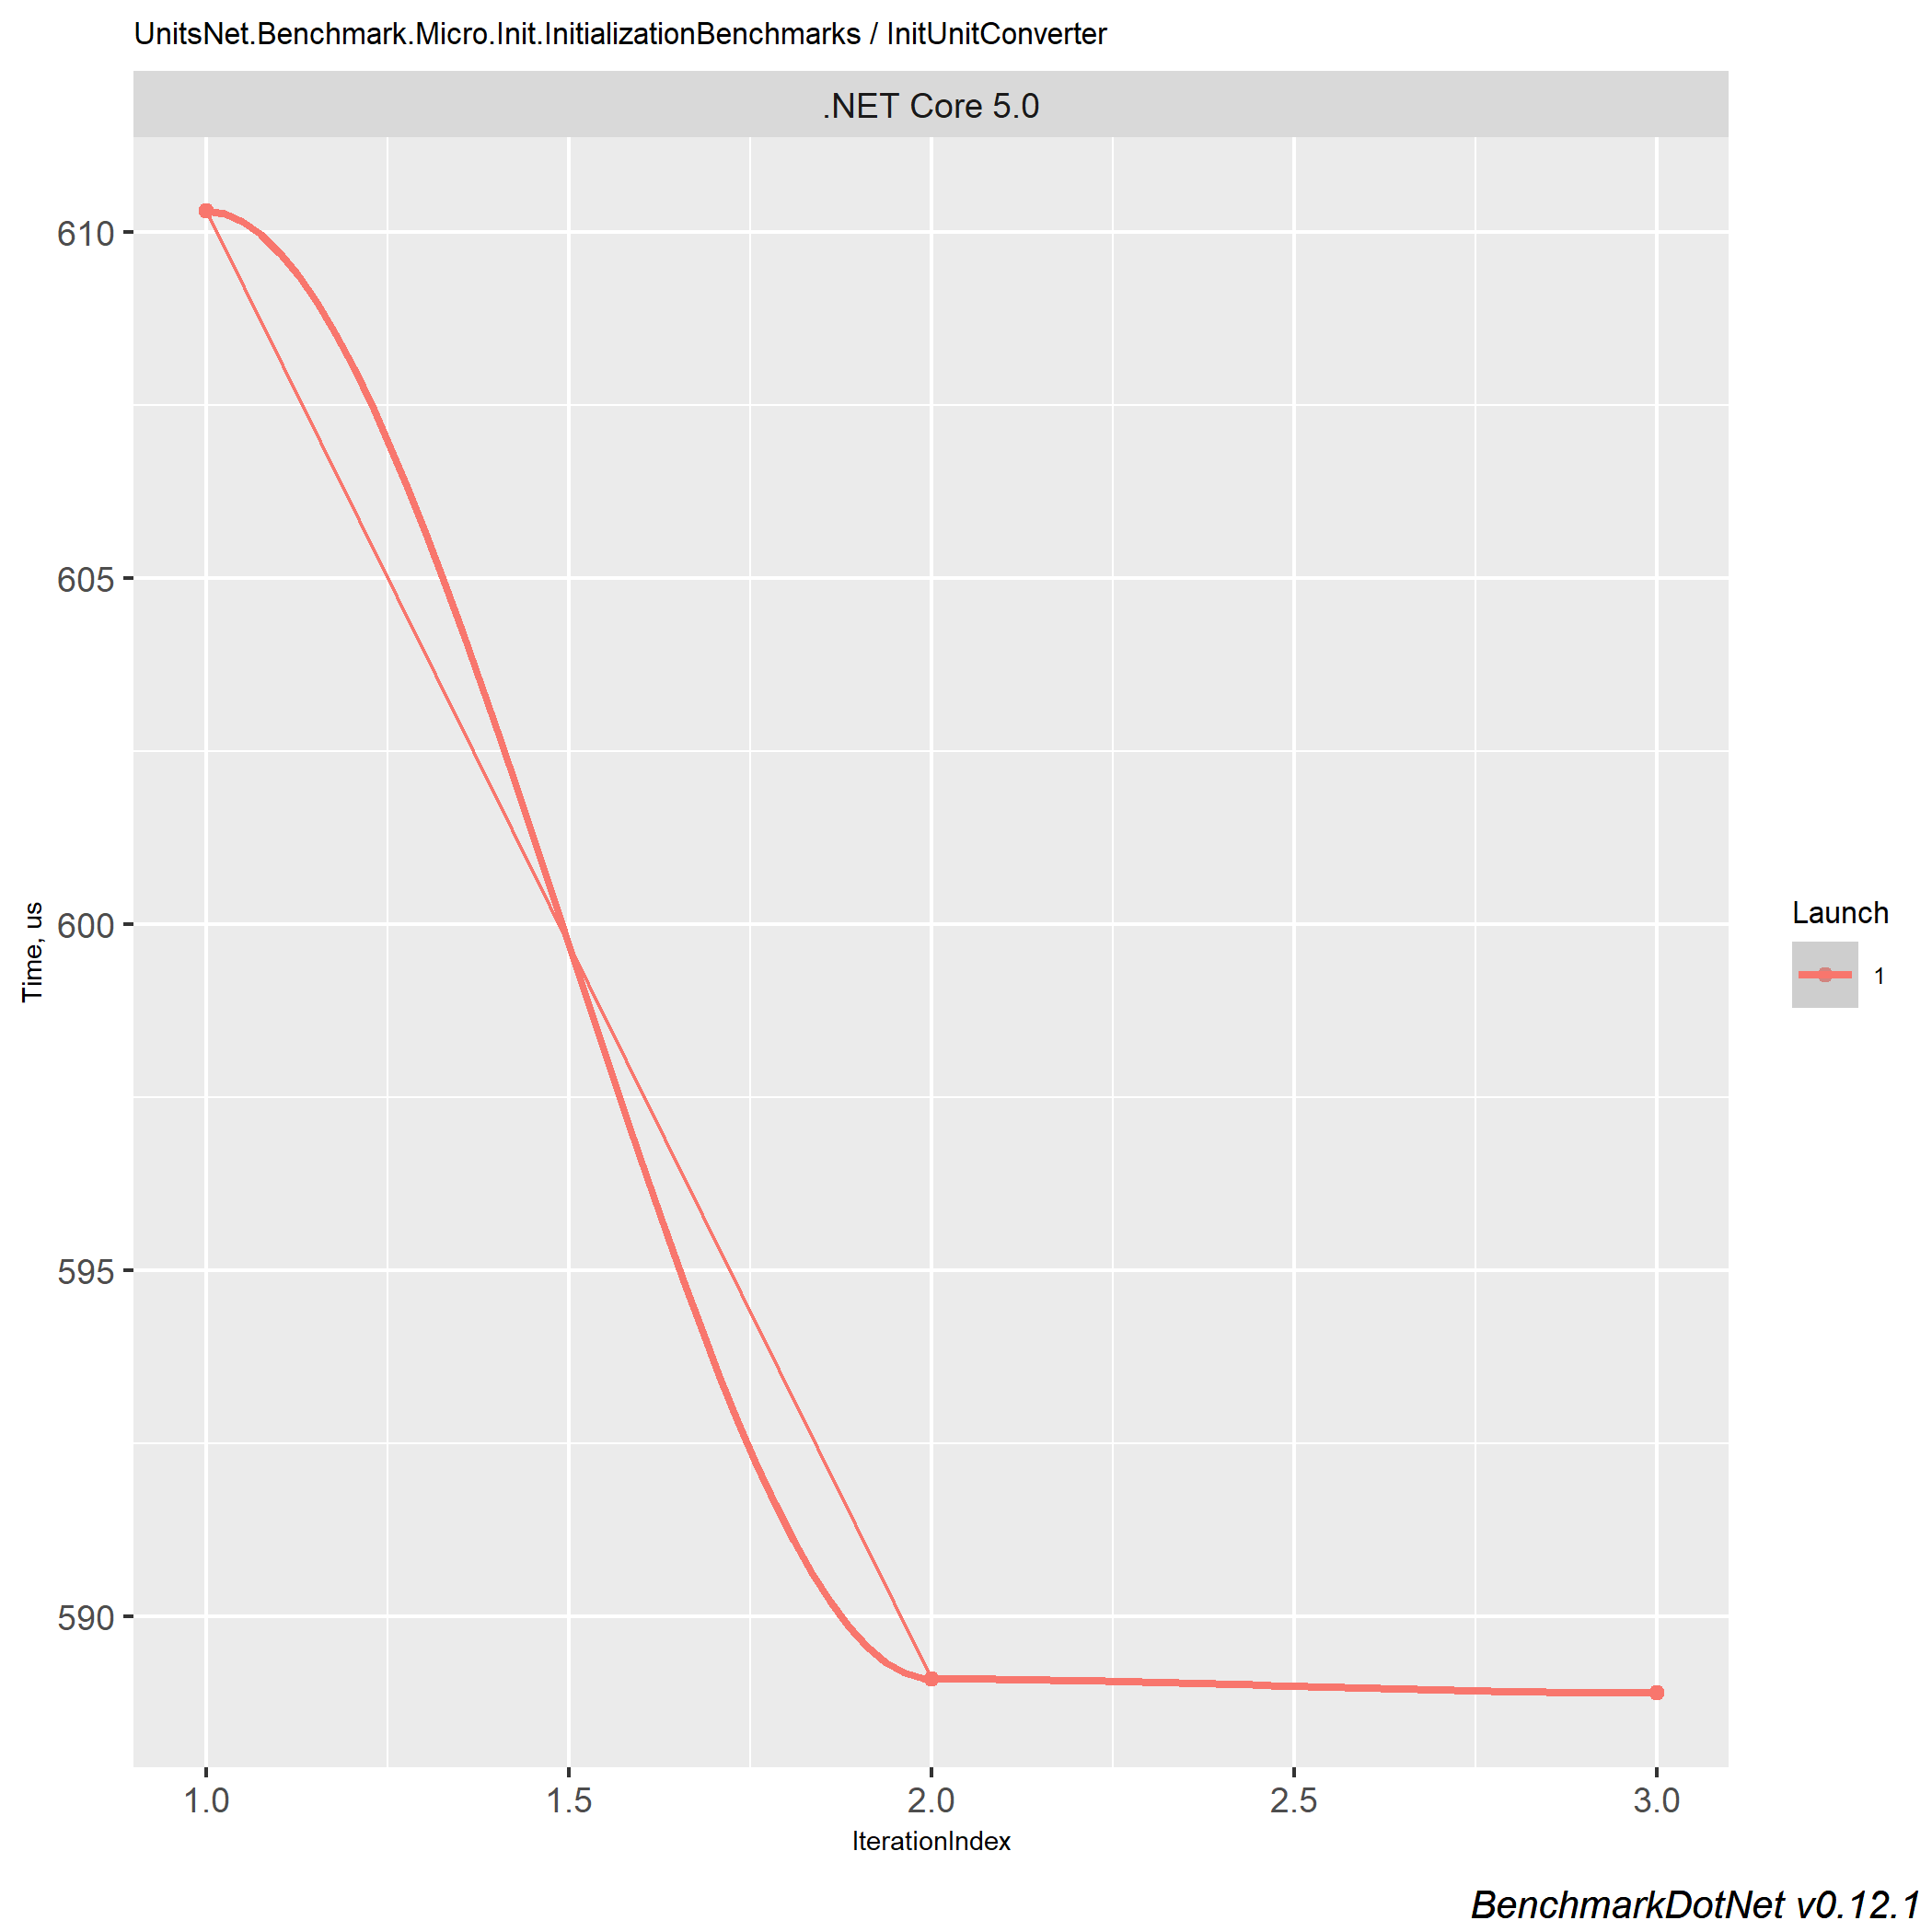 UnitsNet.Benchmark.Micro.Init.InitializationBenchmarks / InitUnitConverter
.NET Core 5.0
610
605
600
595
590
Time, us
1.0 1.5 2.0 2.5 3.0
IterationIndex
Launch
1
BenchmarkDotNet v0.12.1